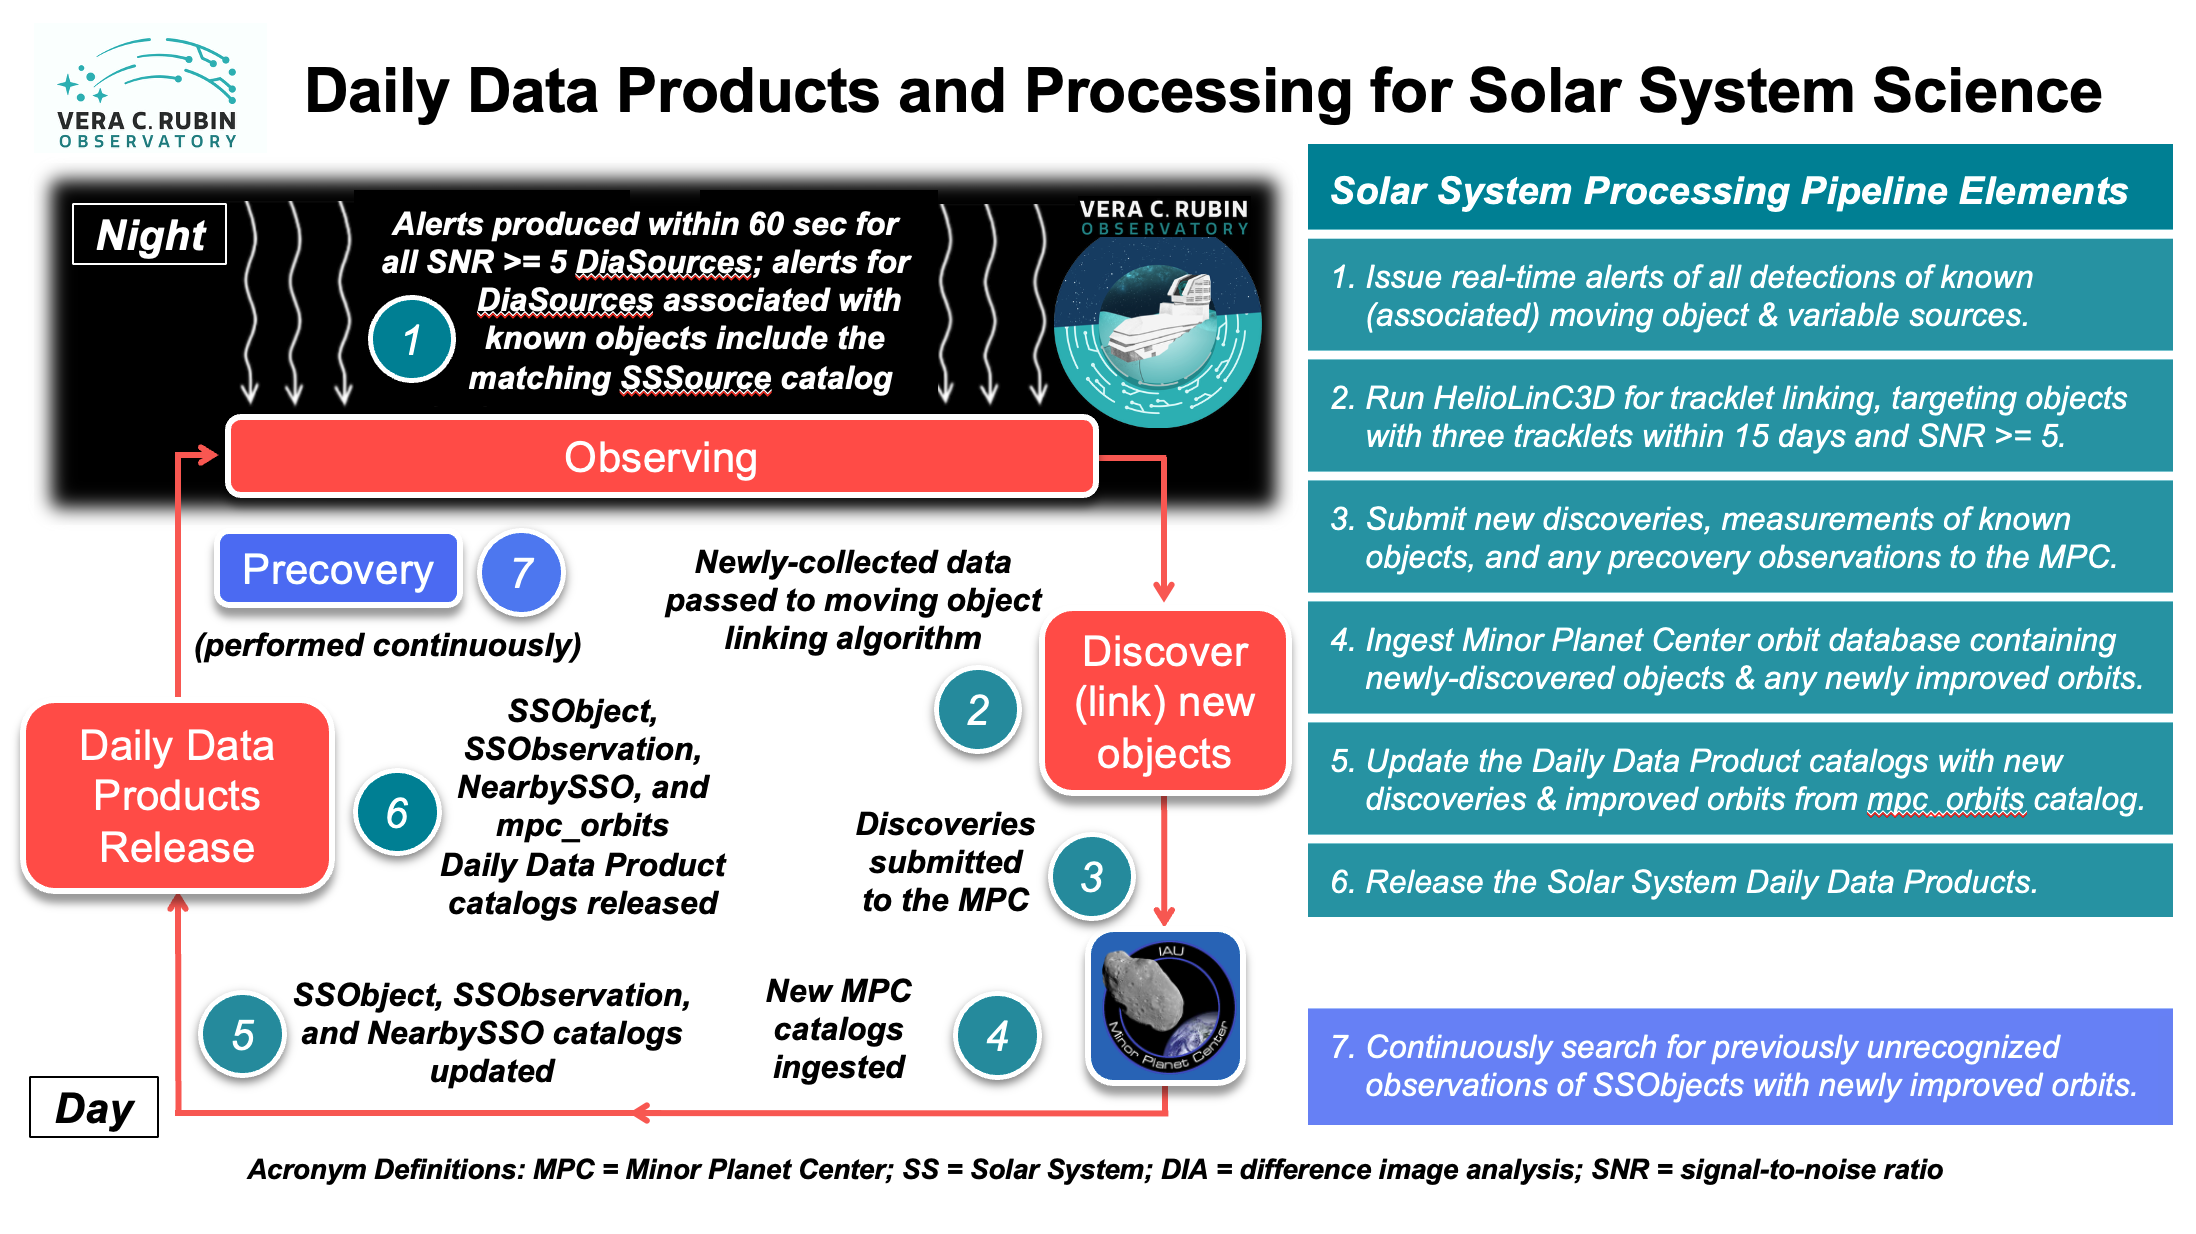 VERA C. RUBIN
OBSERVATORY
Daily Data Products and Processing for Solar System Science
Night
Alerts produced within 60 sec for
all SNR >= 5 DiaSources; alerts for
DiaSources associated with
known objects include the
matching SSSource catalog
1
VERA C. RUBIN
OBSERVATORY
Observing
Precovery
7
(performed continuously)
Newly-collected data
passed to moving object
linking algorithm
2
Discover
(link) new
objects
Daily Data
Products
Release
6
SSObject,
SSObservation,
NearbySSO, and
mpc_orbits
Daily Data Product
catalogs released
Discoveries
submitted
to the MPC
3
IAU
Minor Planet Center
5
SSObject, SSObservation,
and NearbySSO catalogs
updated
New MPC
catalogs
ingested
4
Day
Solar System Processing Pipeline Elements
1. Issue real-time alerts of all detections of known
(associated) moving object & variable sources.
2. Run HelioLinC3D for tracklet linking, targeting objects
with three tracklets within 15 days and SNR >= 5.
3. Submit new discoveries, measurements of known
objects, and any precovery observations to the MPC.
4. Ingest Minor Planet Center orbit database containing
newly-discovered objects & any newly improved orbits.
5. Update the Daily Data Product catalogs with new
discoveries & improved orbits from mpc_orbits catalog.
6. Release the Solar System Daily Data Products.
7. Continuously search for previously unrecognized
observations of SSObjects with newly improved orbits.
Acronym Definitions: MPC = Minor Planet Center; SS = Solar System; DIA = difference image analysis; SNR = signal-to-noise ratio